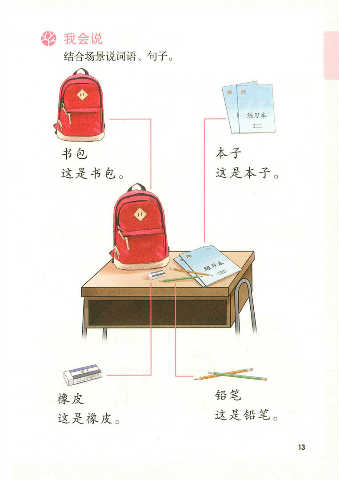 我会说
结合场景说词语、句子。
书包
这是书包。
本子
这是本子。
练习本
练习本
橡皮
这是橡皮。
铅笔
这是铅笔。
13